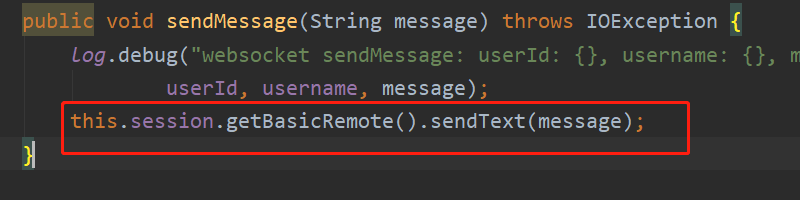 public void sendMessage(String message) throws IOException {
log.debug("websocket sendMessage: userId: {}, username: {}, m
userId, username, message);
this.session.getBasicRemote().sendText(message);
}